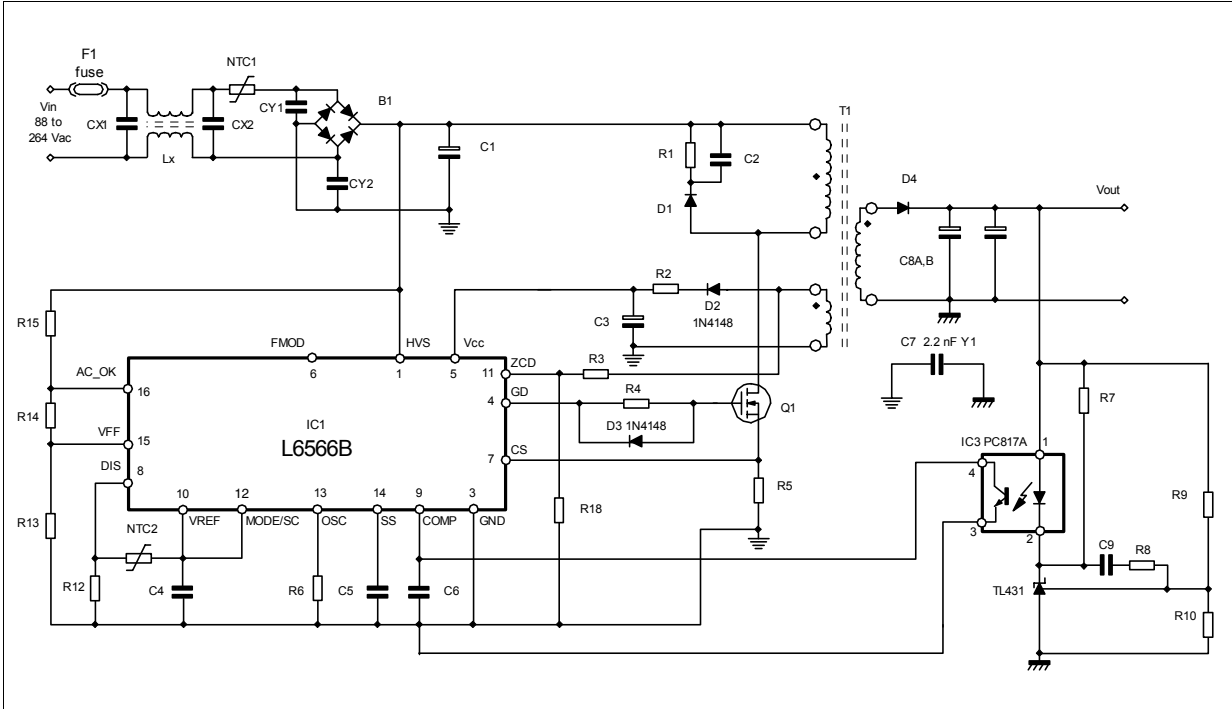 F1
fuse
NTC1
Vin
88 to
264 Vac
CX1
Lx
CX2
CY1
B1
CY2
C1
R1
C2
D1
T1
D4
Vout
C8A,B
R2
D2
1N4148
C3
C7 2.2 nF Y1
R15
FMOD
6
HVS
1
Vcc
5
11
ZCD
R3
AC_OK
16
R14
VFF
15
DIS
8
IC1
L6566B
4
GD
R4
D3 1N4148
Q1
7
CS
R5
R7
IC3 PC817A
1
4
3
2
R9
R13
10
VREF
12
MODE/SC
13
OSC
14
SS
9
COMP
3
GND
R18
NTC2
R12
C4
R6
C5
C6
C9
R8
TL431
R10